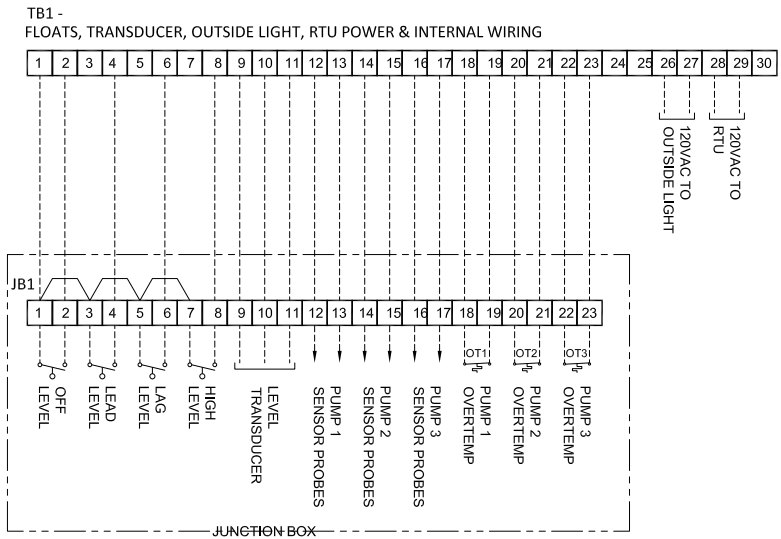 TB1 -
FLOATS, TRANSDUCER, OUTSIDE LIGHT, RTU POWER & INTERNAL WIRING
1 2 3 4 5 6 7 8 9 10 11 12 13 14 15 16 17 18 19 20 21 22 23 24 25 26 27 28 29 30
120VAC TO
OUTSIDE LIGHT
120VAC TO
RTU
JB1
1 2 3 4 5 6 7 8 9 10 11 12 13 14 15 16 17 18 19 20 21 22 23
OT1 OT2 OT3
OFF
LEVEL
LEAD
LEVEL
LAG
LEVEL
HIGH
LEVEL
LEVEL
TRANSDUCER
PUMP 1
SENSOR PROBES
PUMP 2
SENSOR PROBES
PUMP 3
SENSOR PROBES
PUMP 1
OVERTEMP
PUMP 2
OVERTEMP
PUMP 3
OVERTEMP
JUNCTION BOX